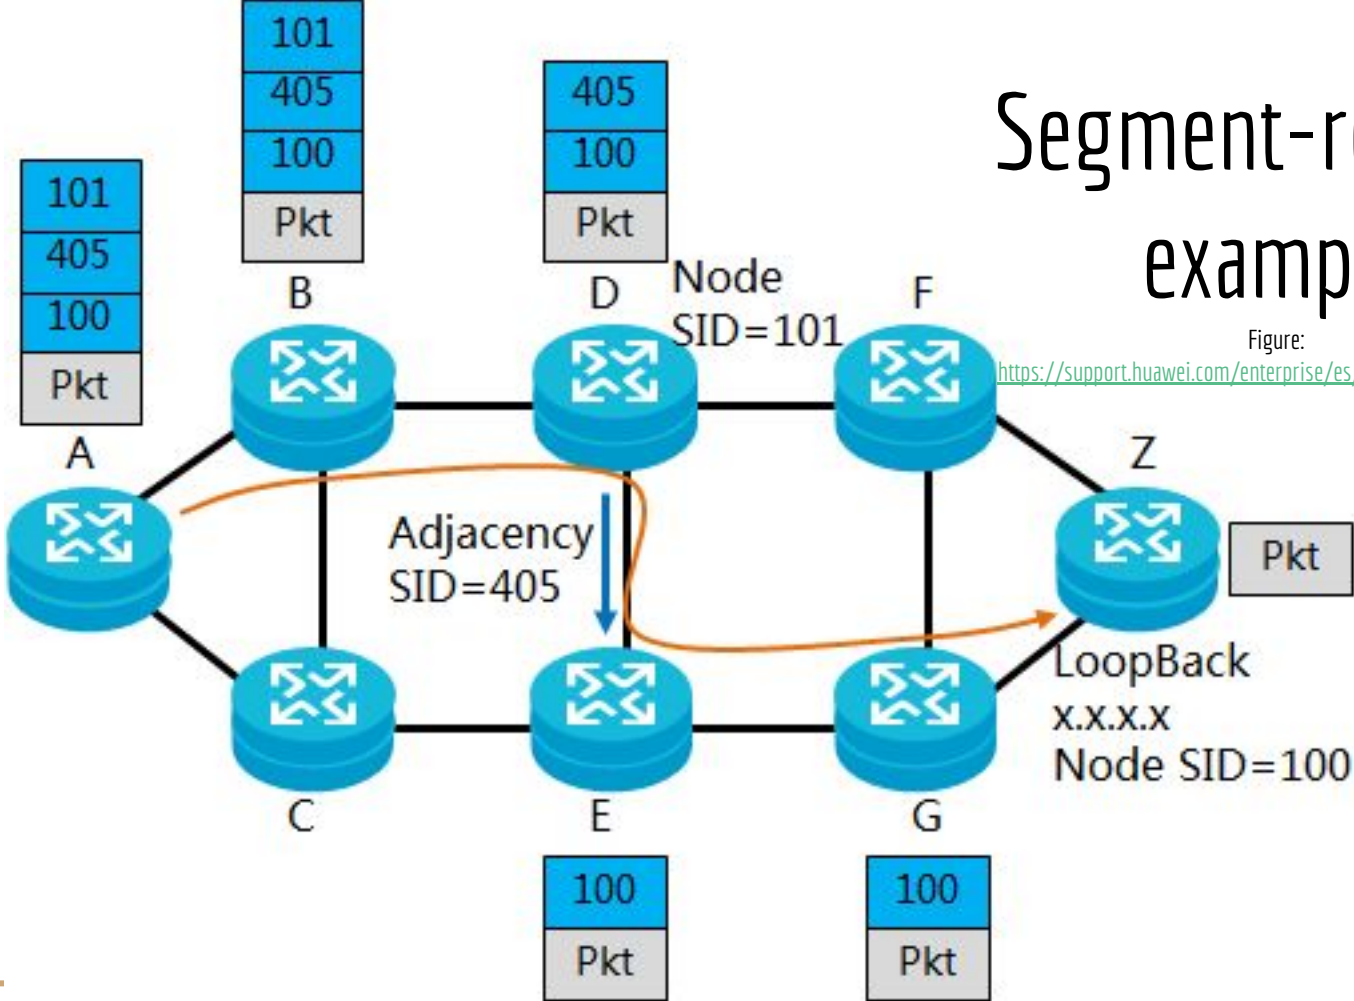 101
405
100
Pkt
B
405
100
Pkt
D
Node
SID=101
F
Segment-r
examp
Figure:
https://support.huawei.com/enterprise/es/
101
405
100
Pkt
A
Z
Pkt
Adjacency
SID=405
LoopBack
x.x.x.x
Node SID=100
C
E
G
100
Pkt
100
Pkt